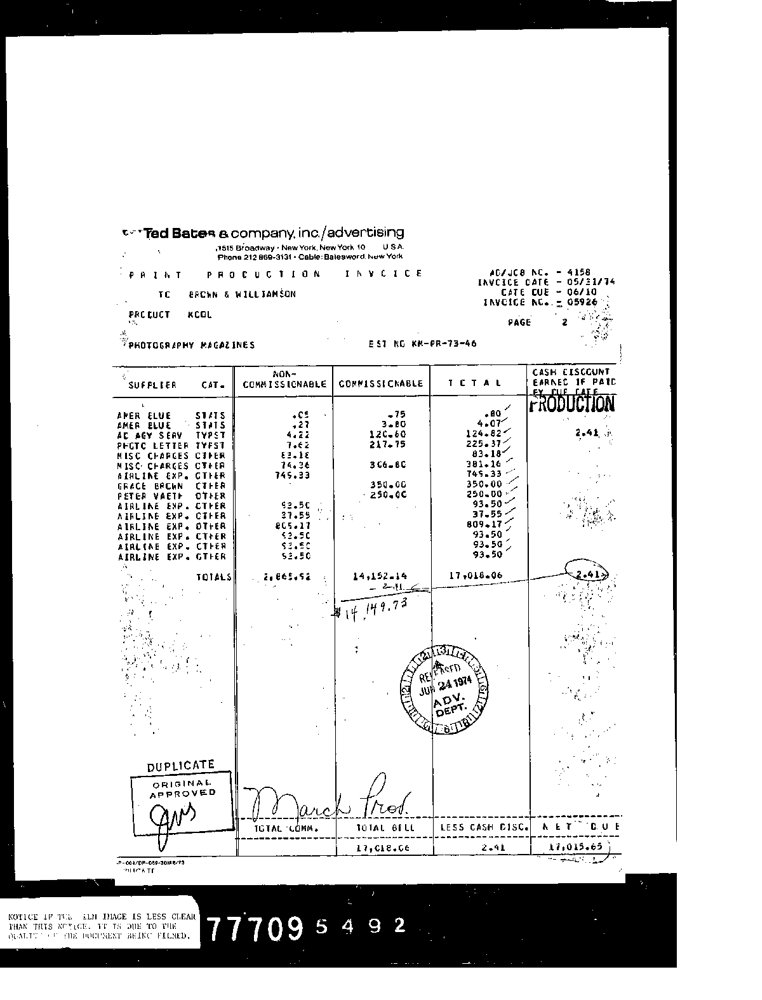 Ted Bates & company, inc./advertising
1515 Broadway • New York, New York 10 U S A
Phone 212 869-3131 • Cable: Batesword, New York
PRINT PRODUCTION INVOICE
AD/JOB NO. - 4158
INVOICE DATE - 05/21/74
TO BROWN & WILLIAMSON
DATE DUE - 06/10
INVOICE NO. - 05926
PRODUCT KOOL
PAGE 2
PHOTOGRAPHY MAGAZINES EST NO KM-PR-73-46
SUPPLIER CAT. NON-COMMISSIONABLE COMMISSIONABLE TOTAL CASH DISCOUNT EARNED IF PAID BY DUE DATE
PRODUCTION
AMER BLUE STATS .05 .75 .80
AMER BLUE STATS .27 3.80 4.07
AD AGY SERV TYPST 4.22 120.60 124.82 2.41
PHOTO LETTER TYPST 7.62 217.75 225.37
MISC CHARGES OTHER 83.18 83.18
MISC CHARGES OTHER 74.36 306.80 381.16
AIRLINE EXP. OTHER 745.33 745.33
GRACE BROWN OTHER 350.00 350.00
PETER VAETH OTHER 250.00 250.00
AIRLINE EXP. OTHER 93.50 93.50
AIRLINE EXP. OTHER 37.55 37.55
AIRLINE EXP. OTHER 809.17 809.17
AIRLINE EXP. OTHER 93.50 93.50
AIRLINE EXP. OTHER 93.50 93.50
AIRLINE EXP. OTHER 93.50 93.50
TOTALS 2,865.92 14,152.14 17,018.06 2.41
- 2.41
$14,149.73
RELEASED
JUN 24 1974
ADV.
DEPT.
DUPLICATE
ORIGINAL
APPROVED
March Prod.
TOTAL COMM. TOTAL BILL LESS CASH DISC. NET DUE
17,018.06 2.41 17,015.65
NOTICE IF THE FILM IMAGE IS LESS CLEAR
THAN THIS NOTICE, IT IS DUE TO THE
QUALITY OF THE DOCUMENT BEING FILMED.
777095492